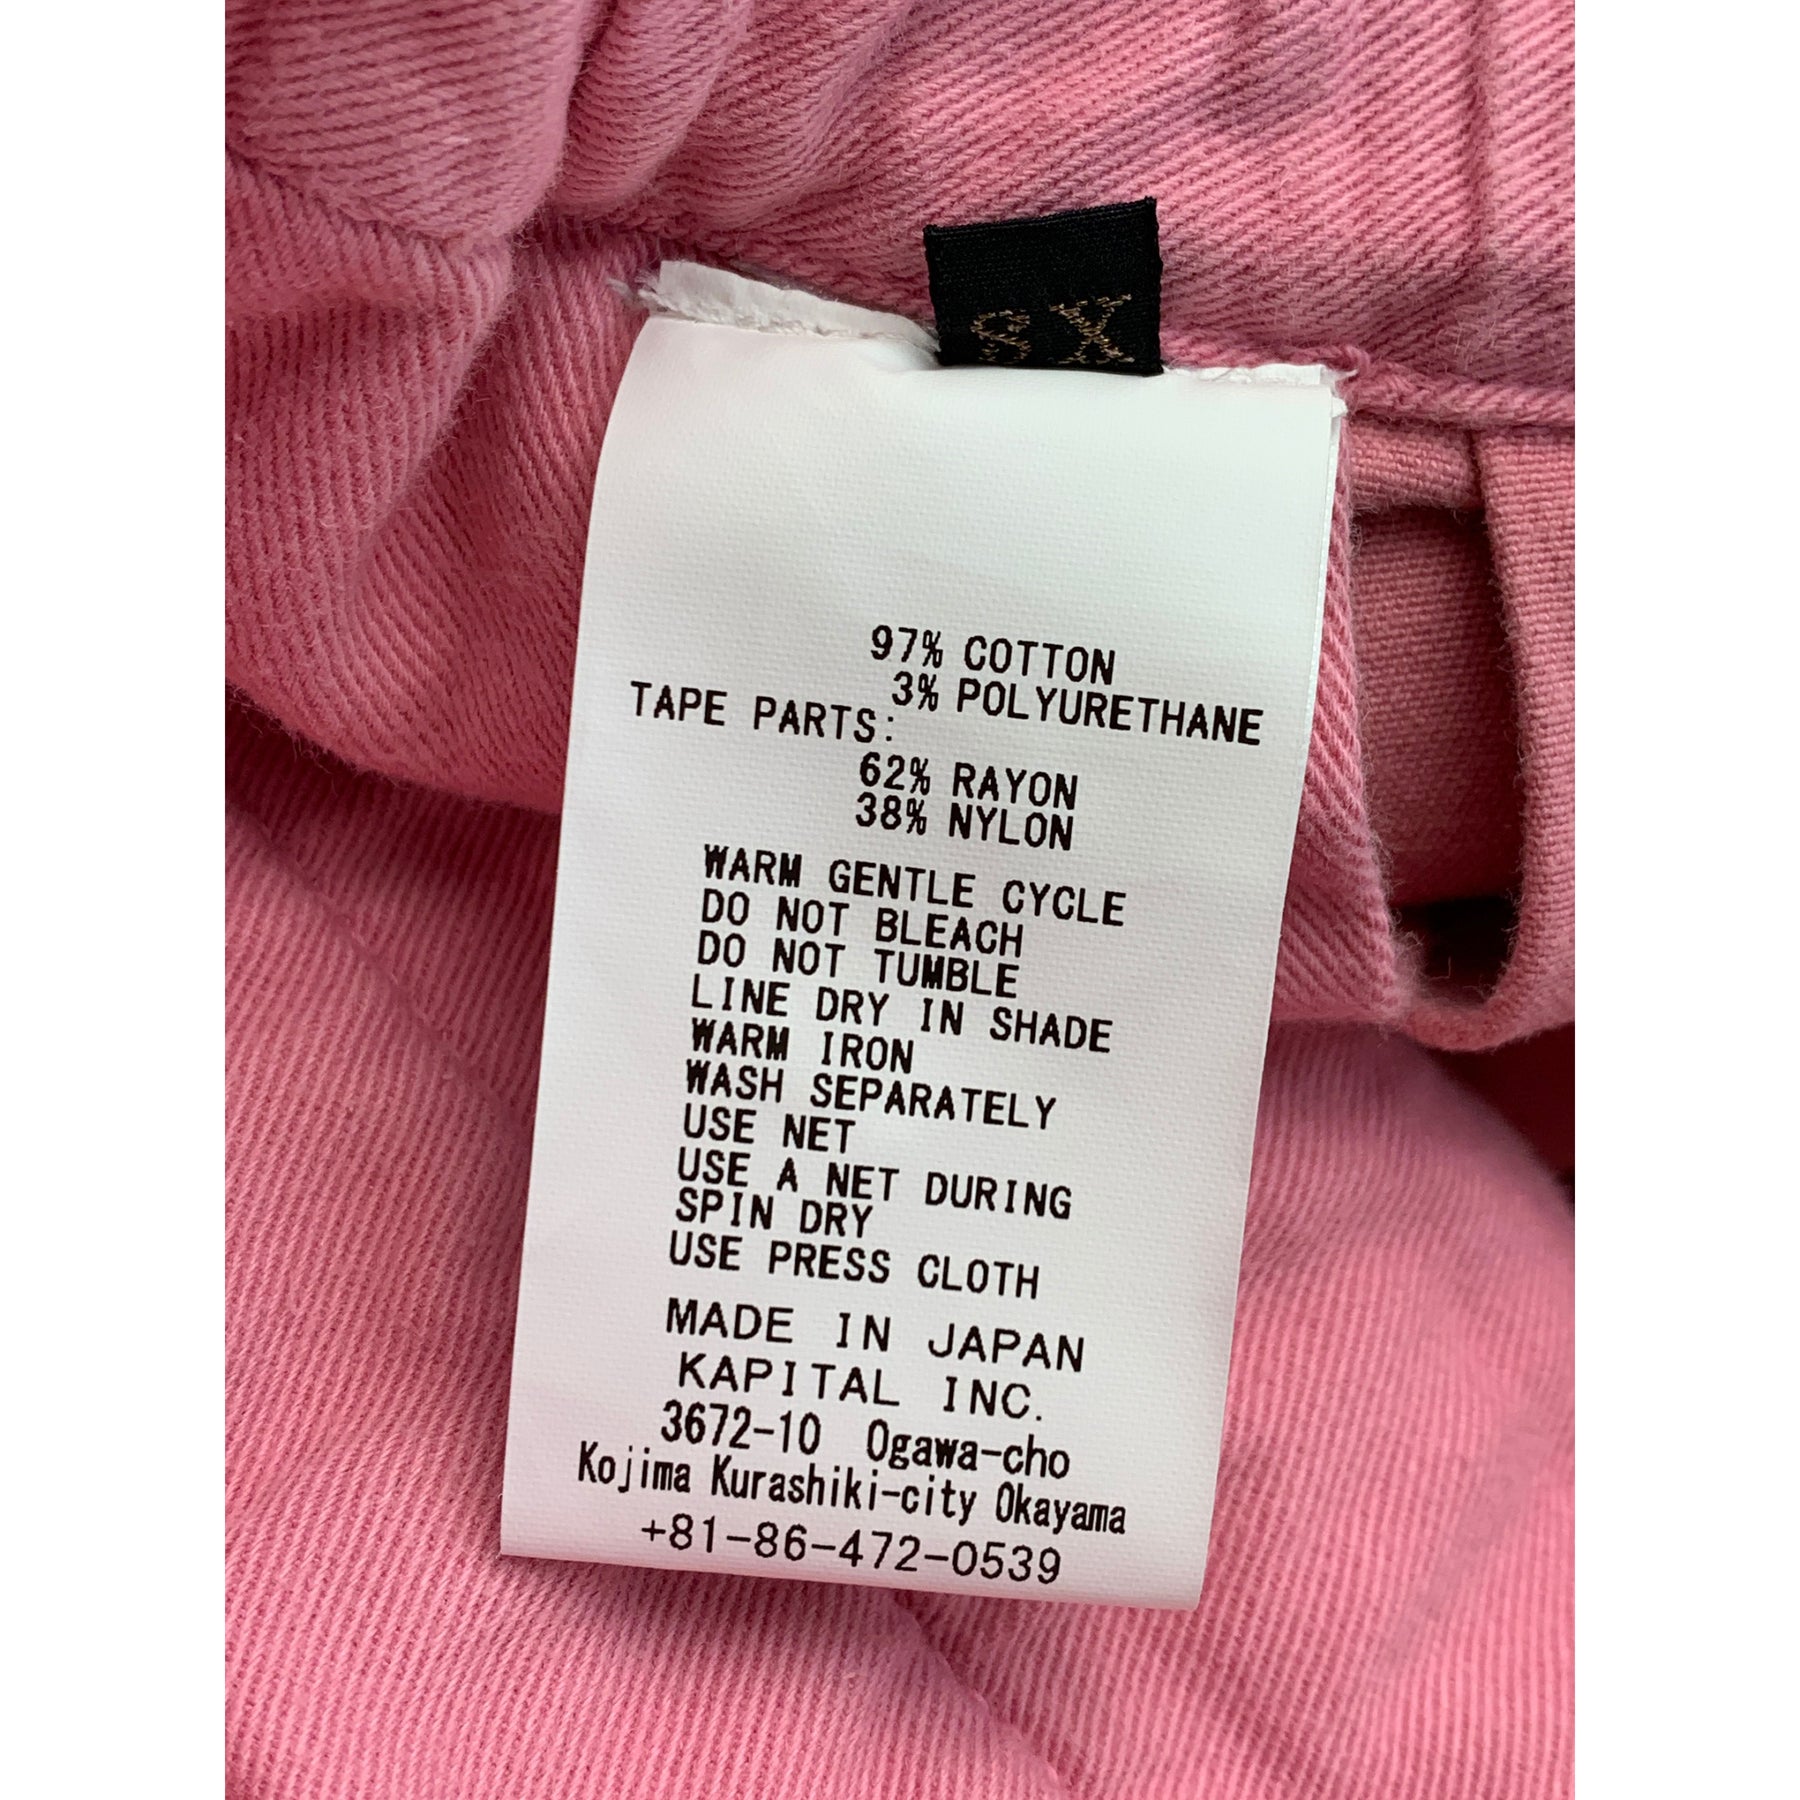 XS
97% COTTON
3% POLYURETHANE
TAPE PARTS:
62% RAYON
38% NYLON
WARM GENTLE CYCLE
DO NOT BLEACH
DO NOT TUMBLE
LINE DRY IN SHADE
WARM IRON
WASH SEPARATELY
USE NET
USE A NET DURING
SPIN DRY
USE PRESS CLOTH
MADE IN JAPAN
KAPITAL INC.
3672-10 Ogawa-cho
Kojima Kurashiki-city Okayama
+81-86-472-0539